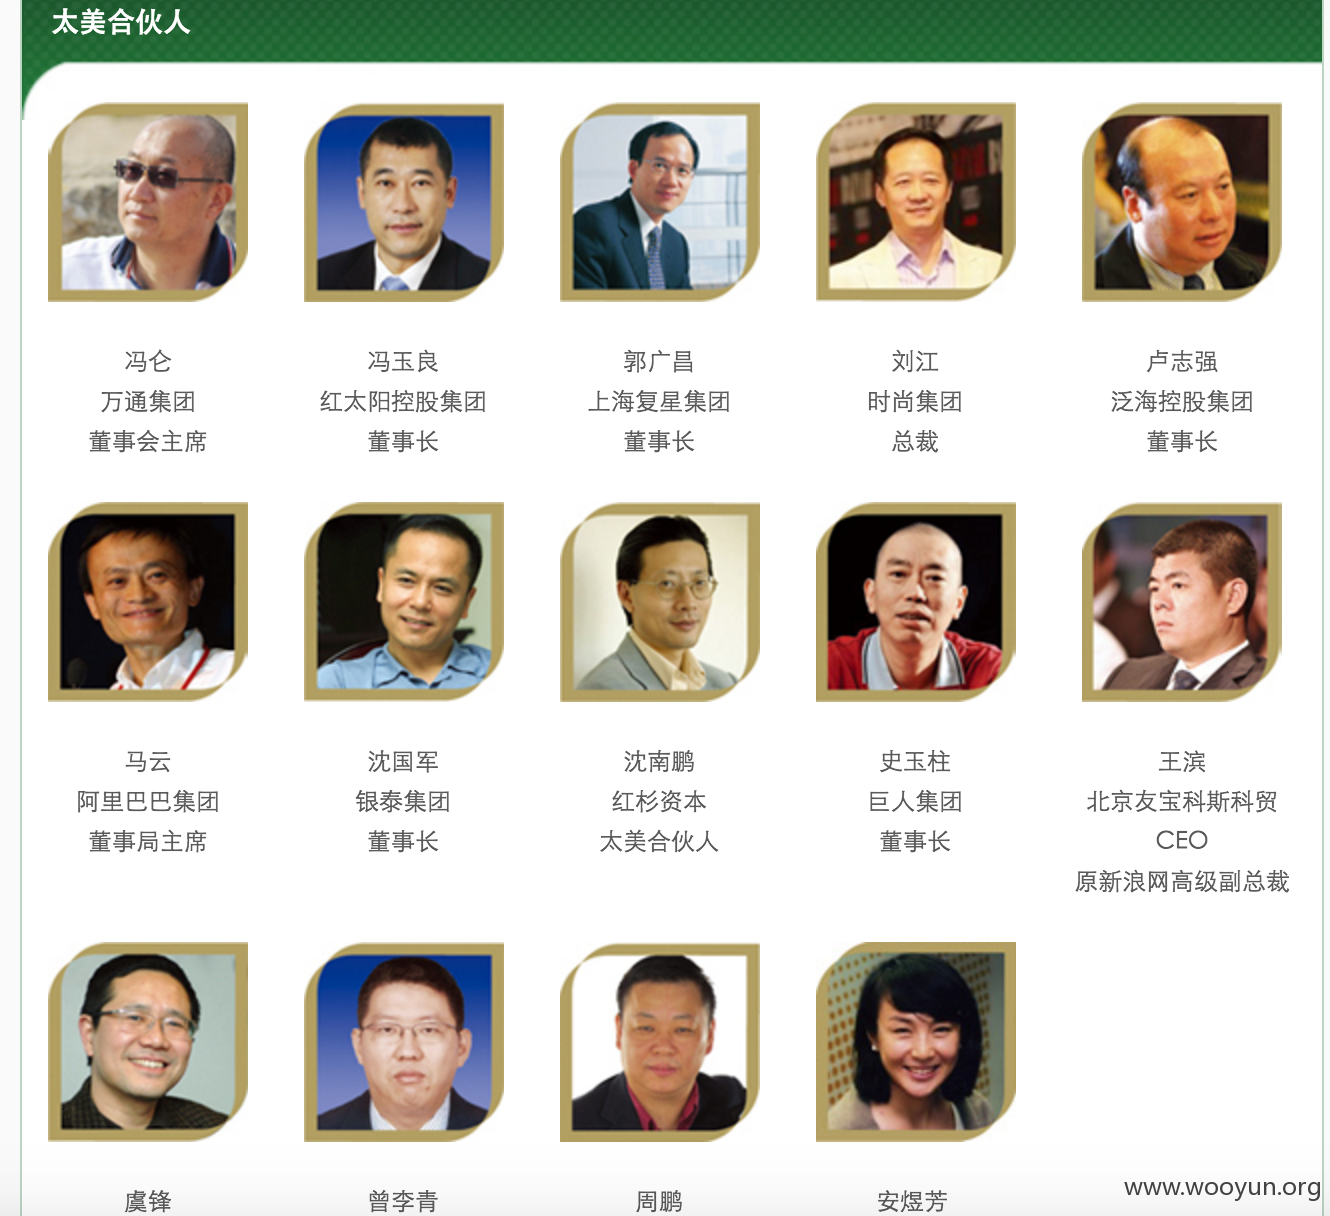 太美合伙人
冯仑
万通集团
董事会主席
冯玉良
红太阳控股集团
董事长
郭广昌
上海复星集团
董事长
刘江
时尚集团
总裁
卢志强
泛海控股集团
董事长
马云
阿里巴巴集团
董事局主席
沈国军
银泰集团
董事长
沈南鹏
红杉资本
太美合伙人
史玉柱
巨人集团
董事长
王滨
北京友宝科斯科贸
CEO
原新浪网高级副总裁
虞锋
曾李青
周鹏
安煜芳
www.wooyun.org